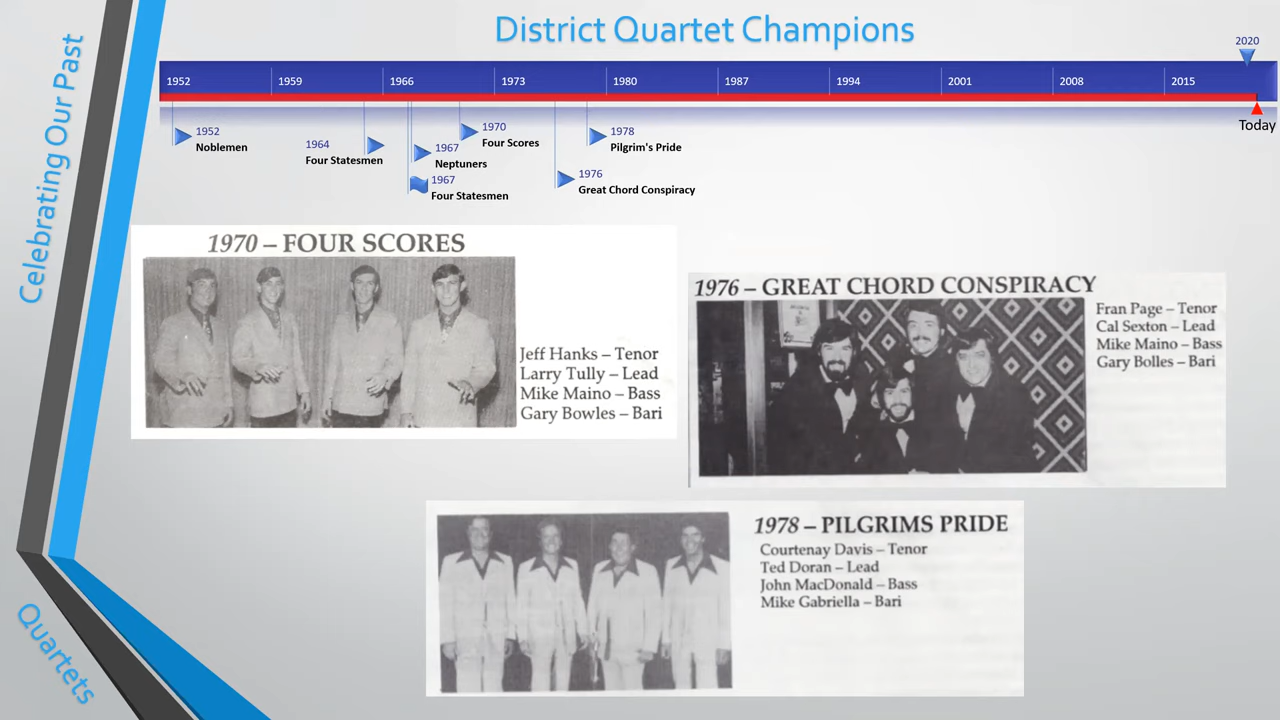 District Quartet Champions
Celebrating Our Past
Quartets
2020
1952
1959
1966
1973
1980
1987
1994
2001
2008
2015
Today
1952
Noblemen
1964
Four Statesmen
1967
Neptuners
1967
Four Statesmen
1970
Four Scores
1976
Great Chord Conspiracy
1978
Pilgrim's Pride
1970 – FOUR SCORES
Jeff Hanks – Tenor
Larry Tully – Lead
Mike Maino – Bass
Gary Bowles – Bari
1976 – GREAT CHORD CONSPIRACY
Fran Page – Tenor
Cal Sexton – Lead
Mike Maino – Bass
Gary Bolles – Bari
1978 – PILGRIMS PRIDE
Courtenay Davis – Tenor
Ted Doran – Lead
John MacDonald – Bass
Mike Gabriella – Bari